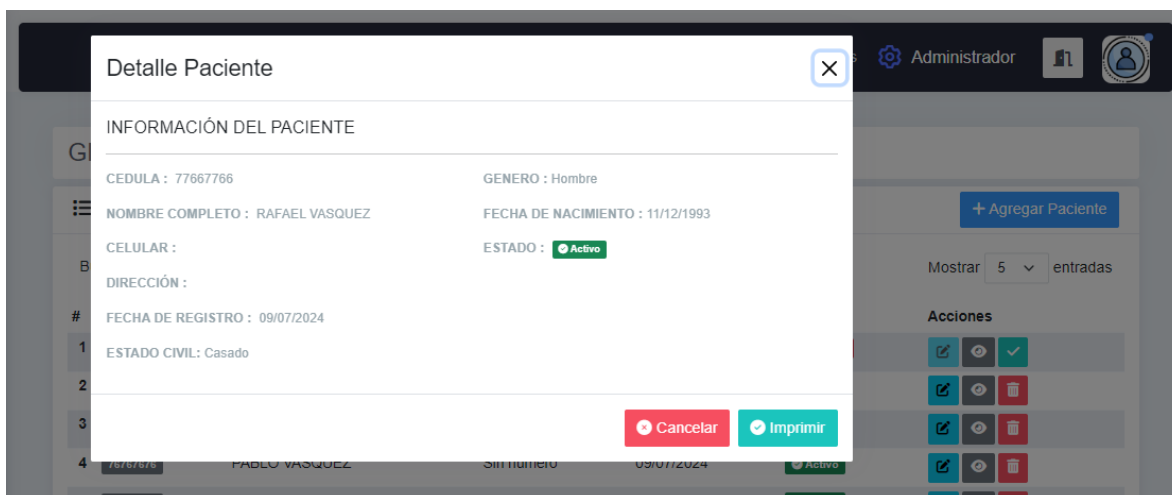 Administrador
Detalle Paciente
INFORMACIÓN DEL PACIENTE
CEDULA : 77667766
GENERO : Hombre
NOMBRE COMPLETO : RAFAEL VASQUEZ
FECHA DE NACIMIENTO : 11/12/1993
+ Agregar Paciente
CELULAR :
ESTADO : Activo
Mostrar 5 entradas
DIRECCIÓN :
# Acciones
FECHA DE REGISTRO : 09/07/2024
1
ESTADO CIVIL: Casado
2
3
Cancelar
Imprimir
4 76767676 PABLO VASQUEZ Sin numero 09/07/2024 Activo